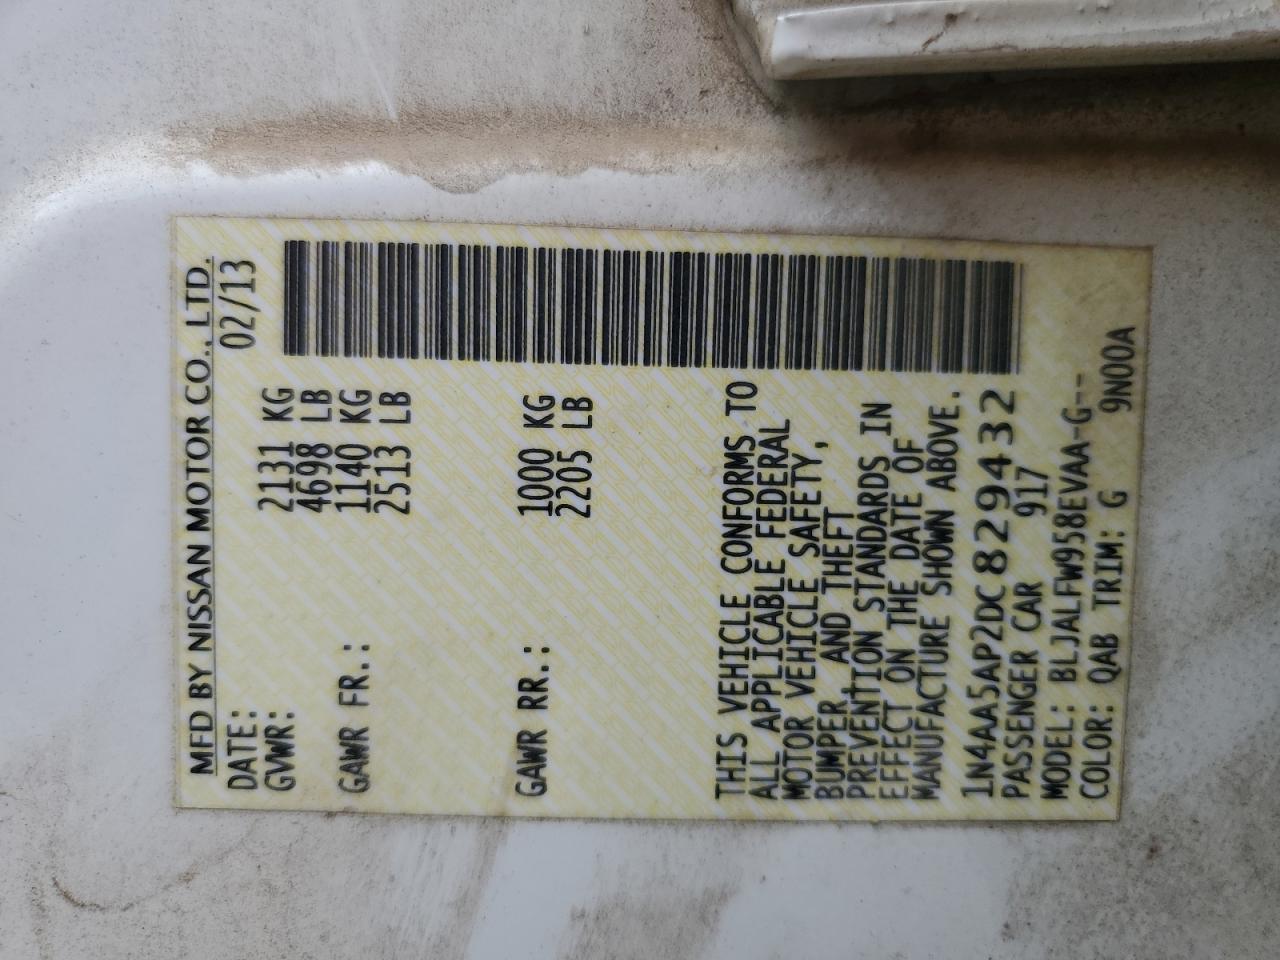 MFD BY NISSAN MOTOR CO., LTD.
DATE: 02/13
GVWR: 2131 KG
4698 LB
GAWR FR.: 1140 KG
2513 LB
GAWR RR.: 1000 KG
2205 LB
THIS VEHICLE CONFORMS TO
ALL APPLICABLE FEDERAL
MOTOR VEHICLE SAFETY,
BUMPER, AND THEFT
PREVENTION STANDARDS IN
EFFECT ON THE DATE OF
MANUFACTURE SHOWN ABOVE.
1N4AA5AP2DC829432
PASSENGER CAR 917
MODEL: BLJALFW958EVAA-G--
COLOR: QAB TRIM: G 9N00A